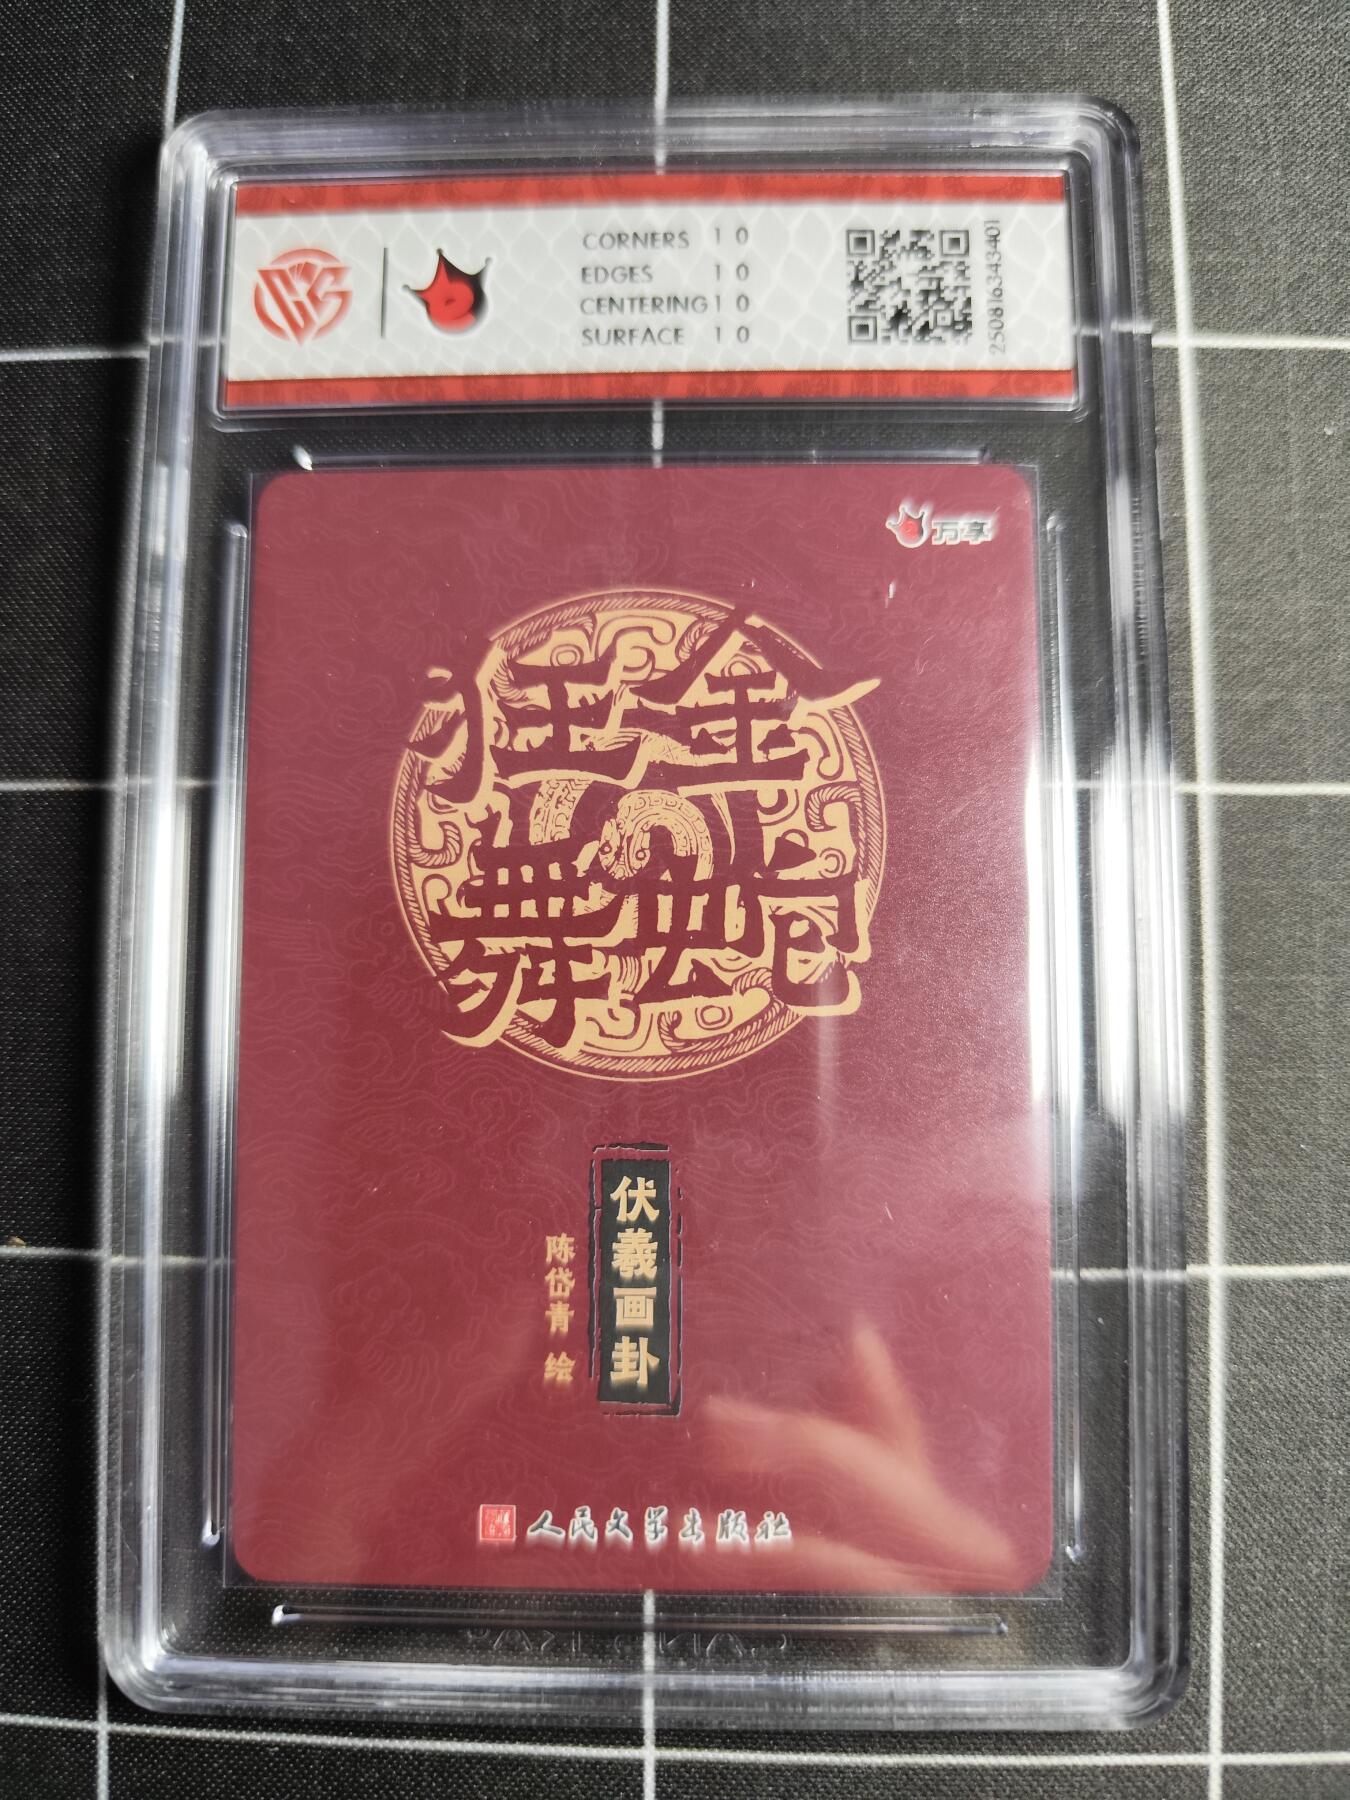 CORNERS 10
EDGES 10
CENTERING 10
SURFACE 10
2508163434​01
万享
金蛇
狂舞
伏羲画卦
陈岱青 绘
人民文学出版社